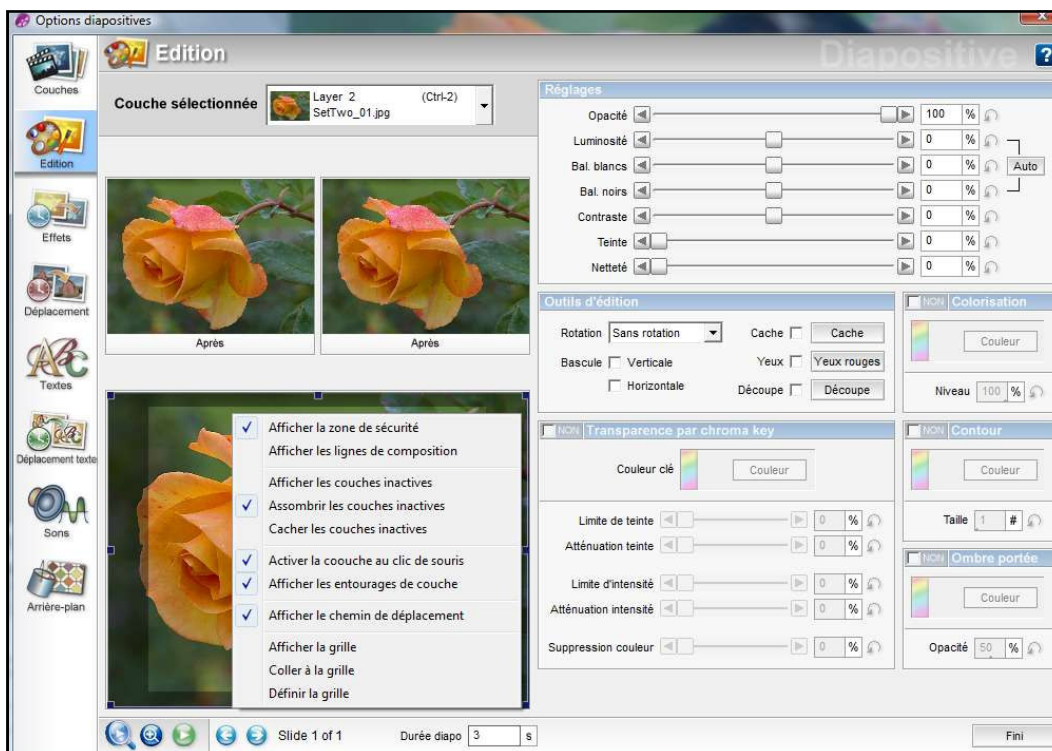 Options diapositives
Couches
Edition
Effets
Déplacement
Textes
Déplacement texte
Sons
Arrière-plan
Edition
Diapositive
?
Couche sélectionnée
Layer 2 (Ctrl-2)
SetTwo_01.jpg
Après
Après
Afficher la zone de sécurité
Afficher les lignes de composition
Afficher les couches inactives
Assombrir les couches inactives
Cacher les couches inactives
Activer la coouche au clic de souris
Afficher les entourages de couche
Afficher le chemin de déplacement
Afficher la grille
Coller à la grille
Définir la grille
Réglages
Opacité 100 %
Luminosité 0 %
Bal. blancs 0 % Auto
Bal. noirs 0 %
Contraste 0 %
Teinte 0 %
Netteté 0 %
Outils d'édition
Rotation Sans rotation Cache Cache
Bascule Verticale Yeux Yeux rouges
Horizontale Découpe Découpe
NON Colorisation
Couleur
Niveau 100 %
NON Transparence par chroma key
Couleur clé Couleur
Limite de teinte 0 %
Atténuation teinte 0 %
Limite d'intensité 0 %
Atténuation intensité 0 %
Suppression couleur 0 %
NON Contour
Couleur
Taille 1 #
NON Ombre portée
Couleur
Opacité 50 %
Slide 1 of 1 Durée diapo 3 s
Fini